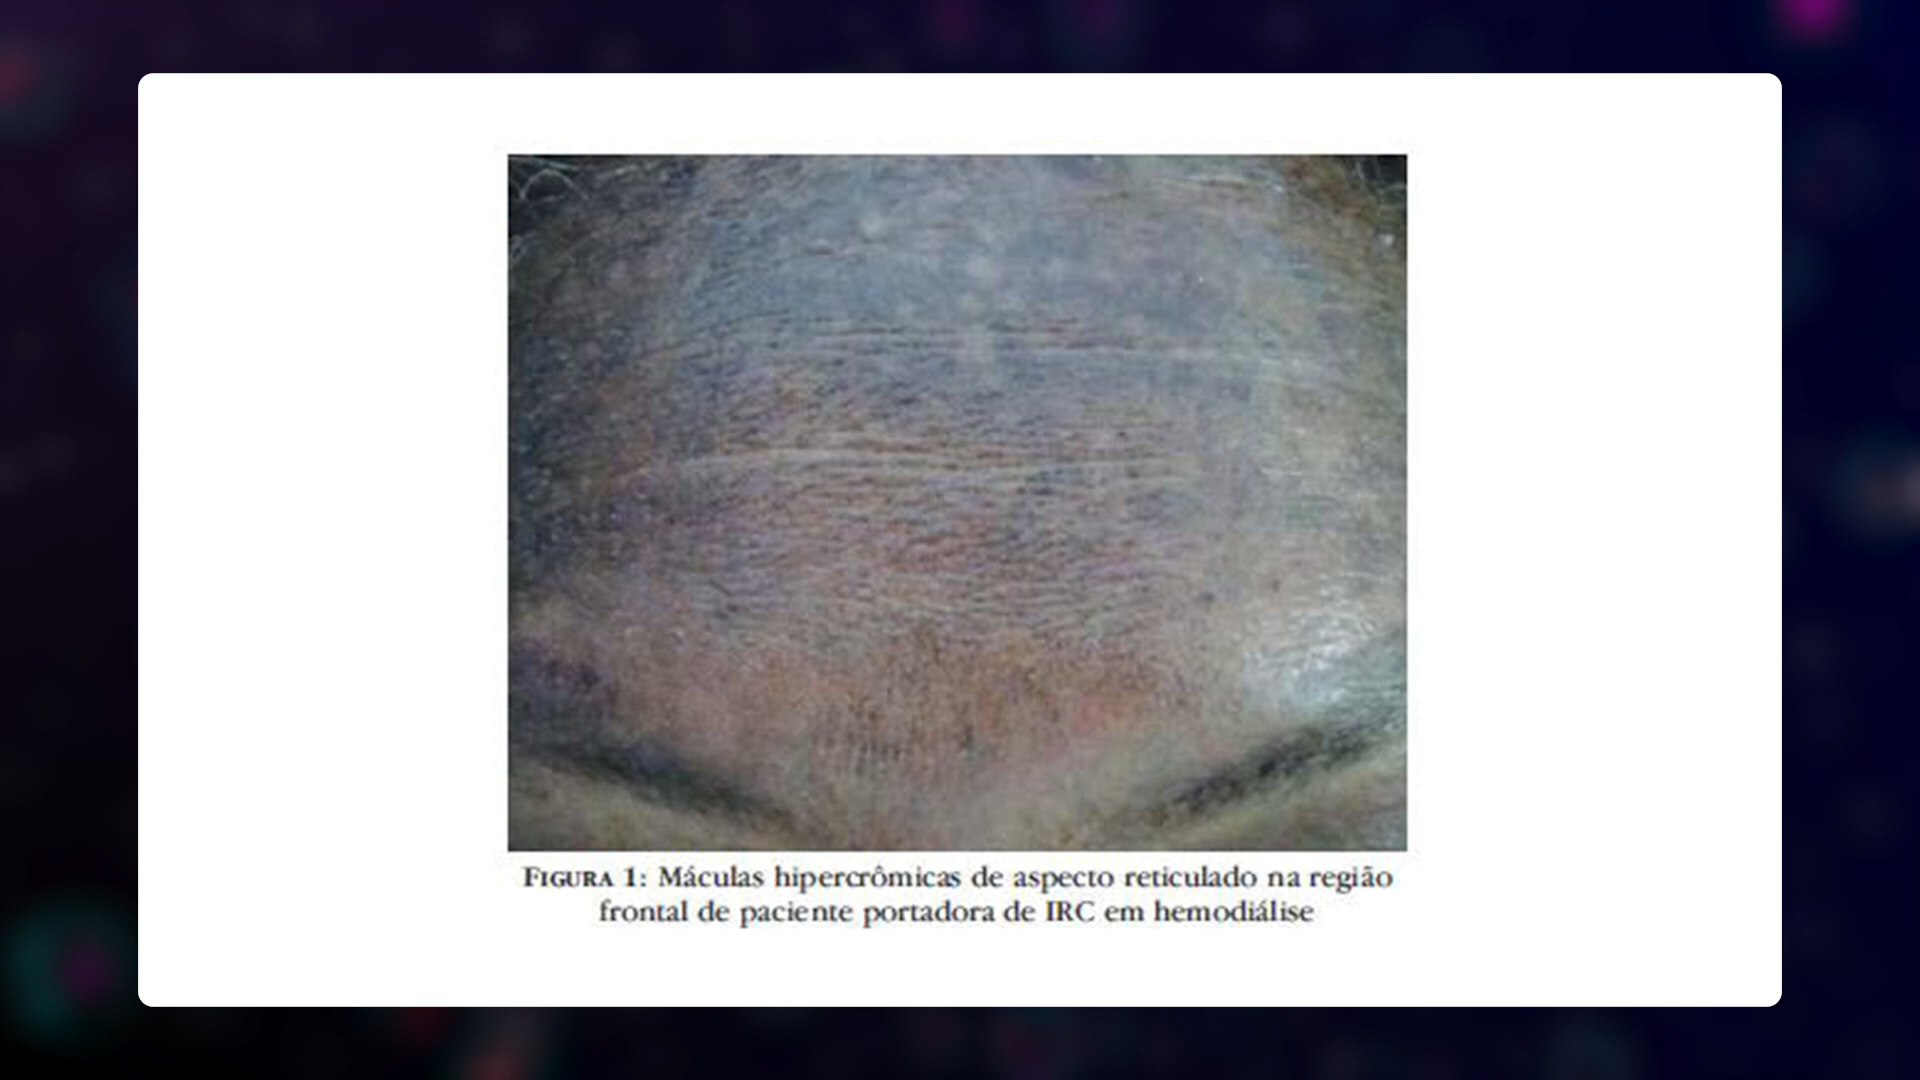 FIGURA 1: Máculas hipercrômicas de aspecto reticulado na região
frontal de paciente portadora de IRC em hemodiálise